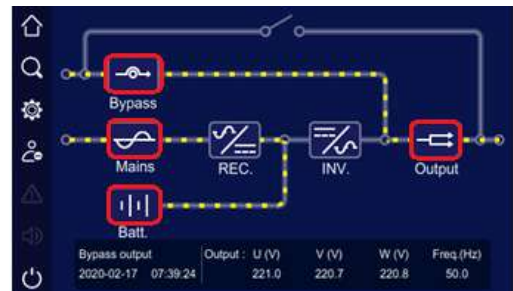 Bypass
Mains
REC.
INV.
Output
Batt.
Bypass output
2020-02-17 07:39:24
Output : U (V) V (V) W (V) Freq.(Hz)
221.0 220.7 220.8 50.0